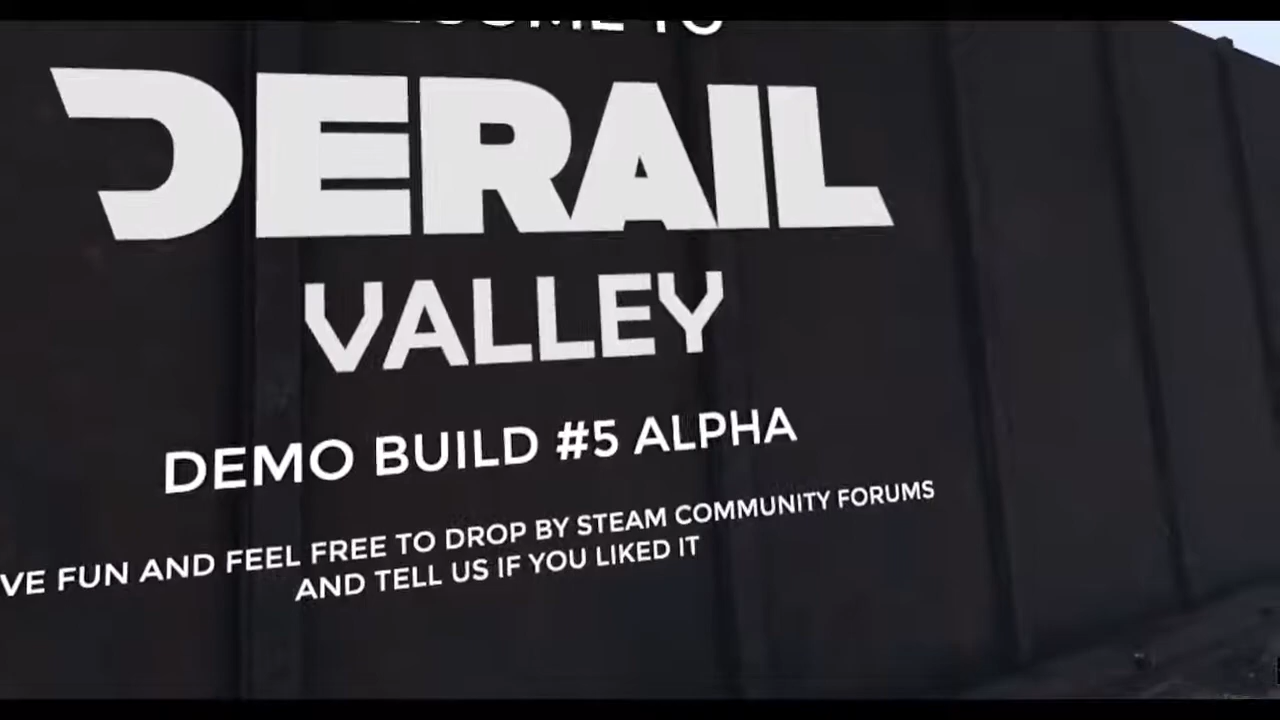 TO
DERAIL
VALLEY
DEMO BUILD #5 ALPHA
FUN AND FEEL FREE TO DROP BY STEAM COMMUNITY FORUMS
AND TELL US IF YOU LIKED IT